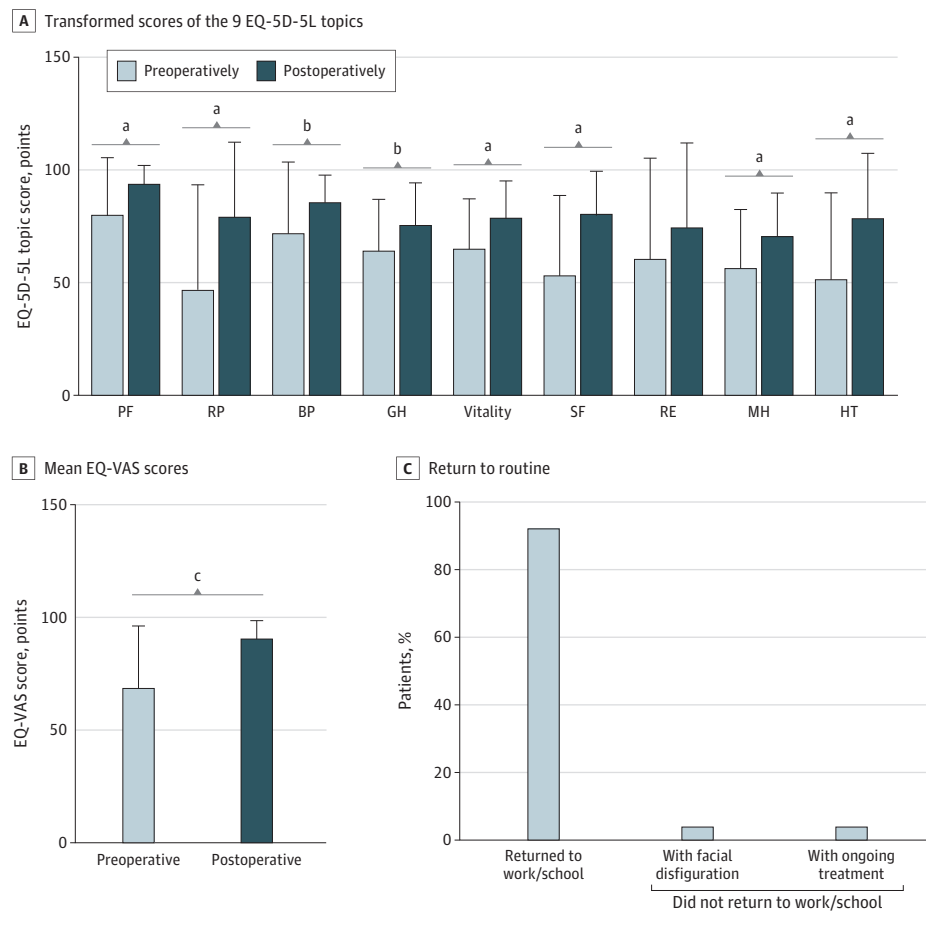 A Transformed scores of the 9 EQ-5D-5L topics
150
100
50
0
EQ-5D-5L topic score, points
Preoperatively Postoperatively
a a b b a a a a
PF RP BP GH Vitality SF RE MH HT
B Mean EQ-VAS scores
150
100
50
0
EQ-VAS score, points
c
Preoperative Postoperative
C Return to routine
100
80
60
40
20
0
Patients, %
Returned to
work/school
With facial
disfiguration
With ongoing
treatment
Did not return to work/school